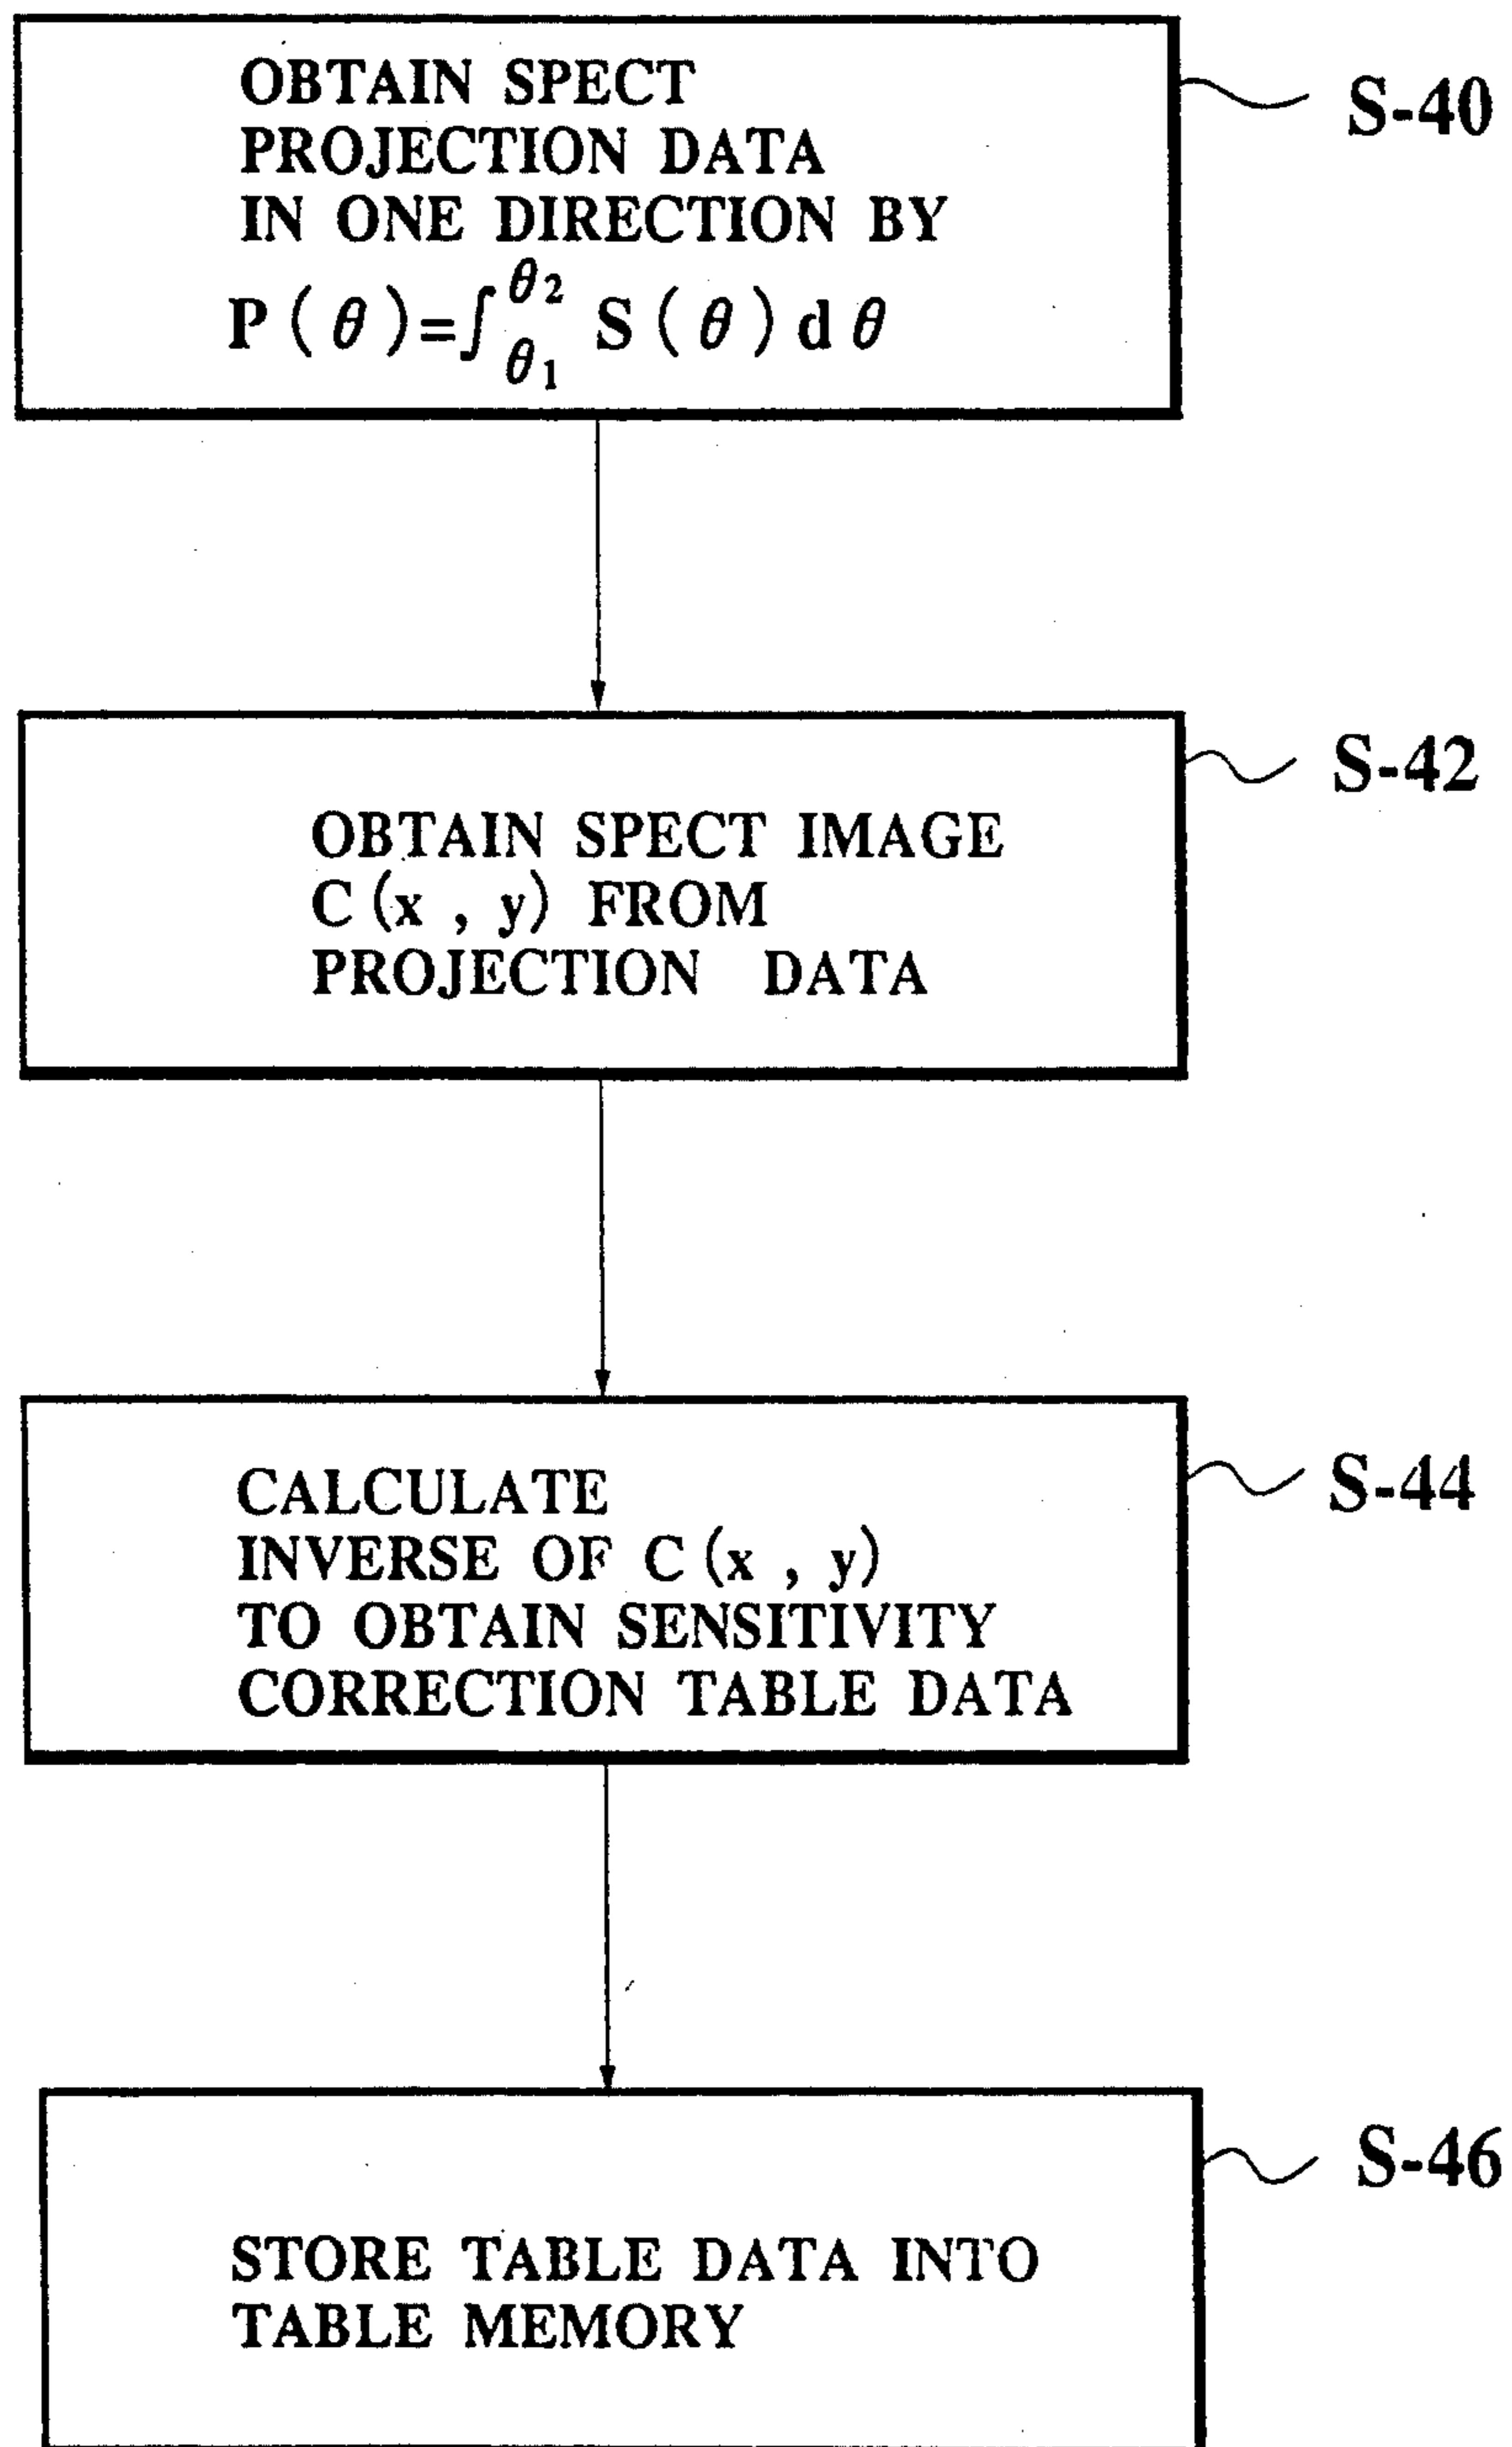 OBTAIN SPECT
PROJECTION DATA
IN ONE DIRECTION BY
P(θ)=∫θ1θ2 S(θ)dθ
S-40
OBTAIN SPECT IMAGE
C(x , y) FROM
PROJECTION DATA
S-42
CALCULATE
INVERSE OF C(x , y)
TO OBTAIN SENSITIVITY
CORRECTION TABLE DATA
S-44
STORE TABLE DATA INTO
TABLE MEMORY
S-46